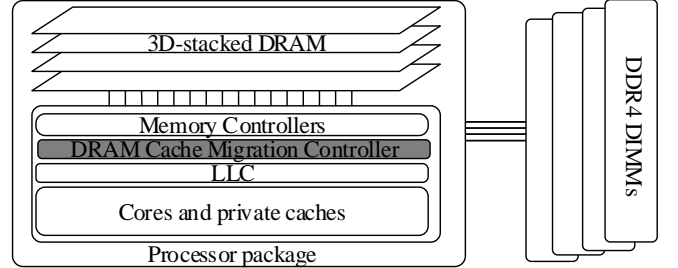 3D-stacked DRAM
Memory Controllers
DRAM Cache Migration Controller
LLC
Cores and private caches
Processor package
DDR4 DIMMs